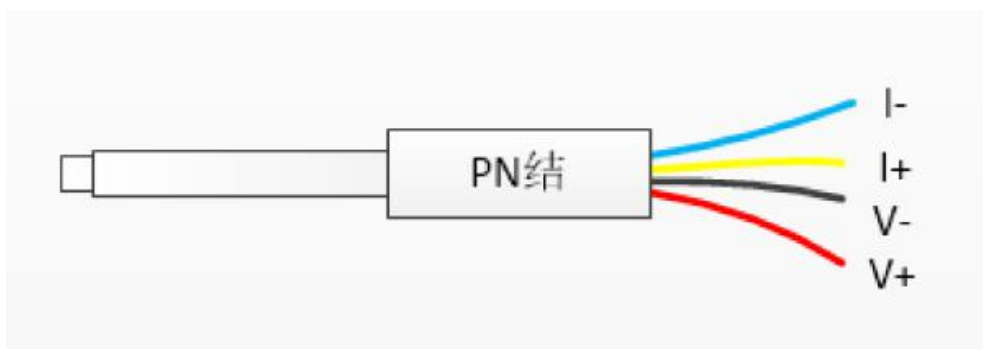 PN结
I-
I+
V-
V+